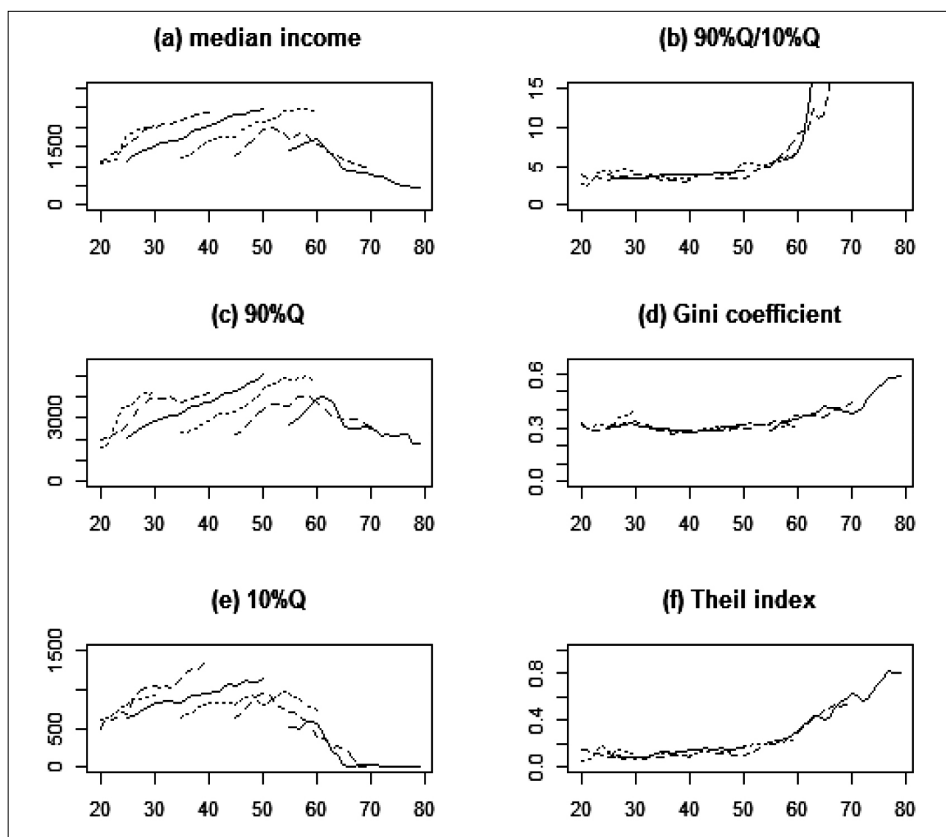 (a) median income
1500
0
20 30 40 50 60 70 80
(b) 90%Q/10%Q
15
10
5
0
20 30 40 50 60 70 80
(c) 90%Q
3000
0
20 30 40 50 60 70 80
(d) Gini coefficient
0.6
0.3
0.0
20 30 40 50 60 70 80
(e) 10%Q
1500
500
0
20 30 40 50 60 70 80
(f) Theil index
0.8
0.4
0.0
20 30 40 50 60 70 80